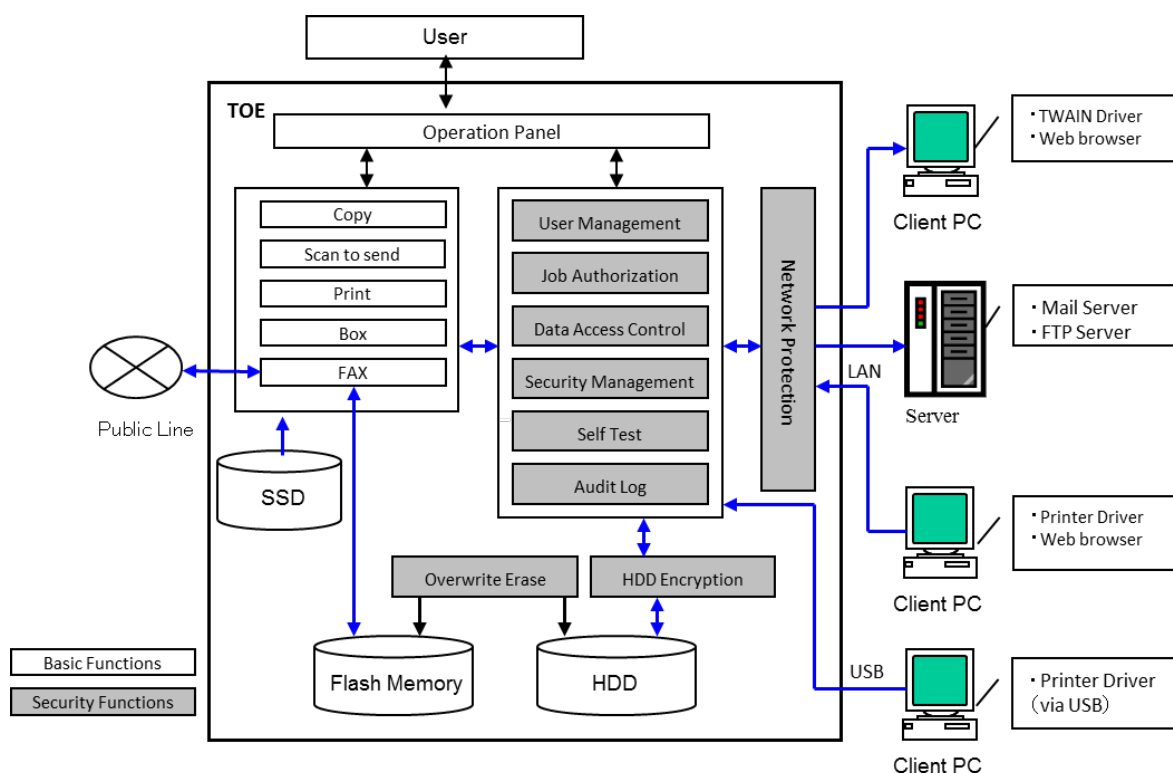 User
TOE
Operation Panel
Copy
Scan to send
Print
Box
FAX
User Management
Job Authorization
Data Access Control
Security Management
Self Test
Audit Log
Network Protection
Public Line
SSD
Overwrite Erase
HDD Encryption
Flash Memory
HDD
Basic Functions
Security Functions
LAN
USB
・TWAIN Driver
・Web browser
Client PC
・Mail Server
・FTP Server
Server
・Printer Driver
・Web browser
Client PC
・Printer Driver
(via USB)
Client PC